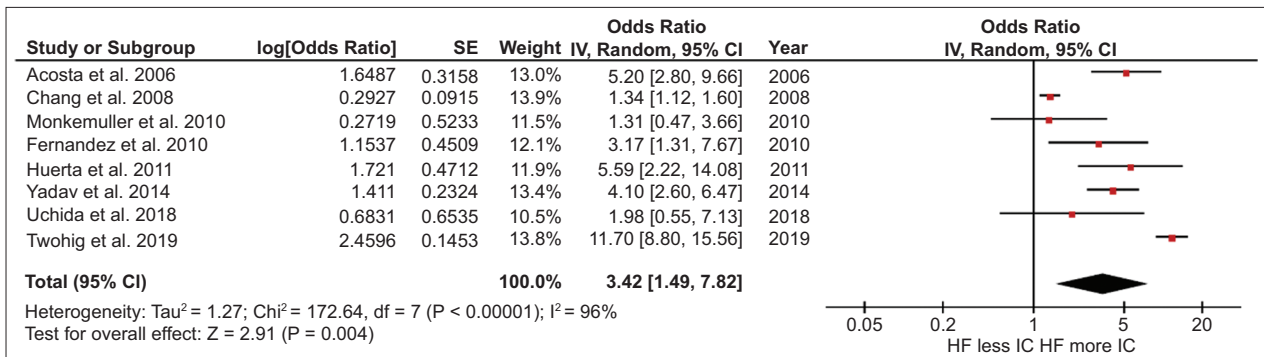 Odds Ratio Odds Ratio
Study or Subgroup log[Odds Ratio] SE Weight IV, Random, 95% CI Year IV, Random, 95% CI
Acosta et al. 2006 1.6487 0.3158 13.0% 5.20 [2.80, 9.66] 2006
Chang et al. 2008 0.2927 0.0915 13.9% 1.34 [1.12, 1.60] 2008
Monkemuller et al. 2010 0.2719 0.5233 11.5% 1.31 [0.47, 3.66] 2010
Fernandez et al. 2010 1.1537 0.4509 12.1% 3.17 [1.31, 7.67] 2010
Huerta et al. 2011 1.721 0.4712 11.9% 5.59 [2.22, 14.08] 2011
Yadav et al. 2014 1.411 0.2324 13.4% 4.10 [2.60, 6.47] 2014
Uchida et al. 2018 0.6831 0.6535 10.5% 1.98 [0.55, 7.13] 2018
Twohig et al. 2019 2.4596 0.1453 13.8% 11.70 [8.80, 15.56] 2019
Total (95% CI) 100.0% 3.42 [1.49, 7.82]
Heterogeneity: Tau² = 1.27; Chi² = 172.64, df = 7 (P < 0.00001); I² = 96%
Test for overall effect: Z = 2.91 (P = 0.004)
0.05 0.2 1 5 20
HF less IC HF more IC